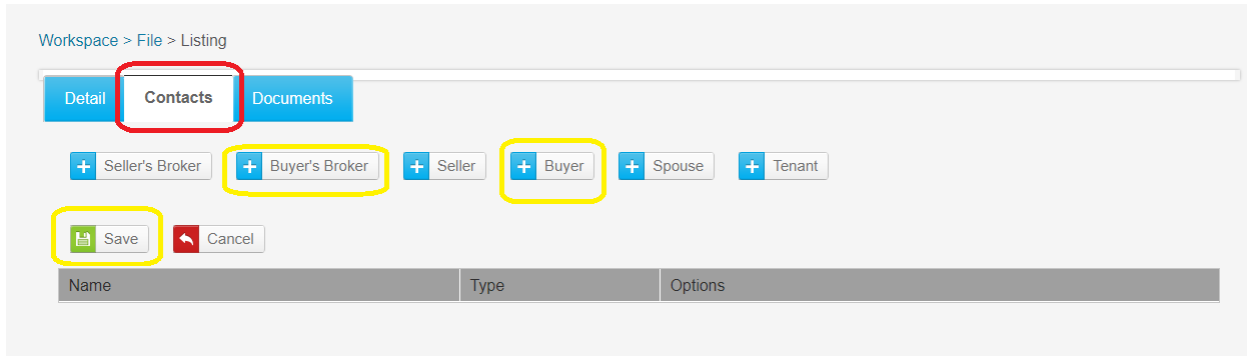 Workspace > File > Listing
Detail Contacts Documents
+ Seller's Broker + Buyer's Broker + Seller + Buyer + Spouse + Tenant
Save Cancel
Name Type Options